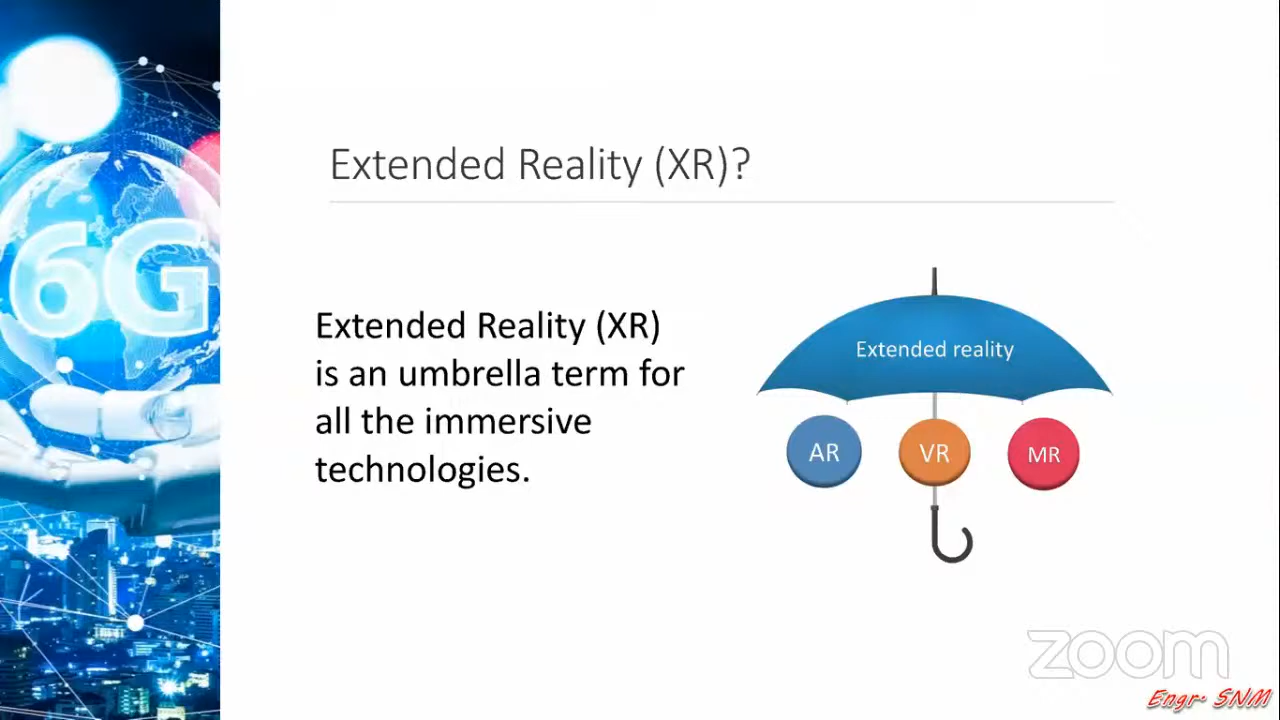 6G
Extended Reality (XR)?
Extended Reality (XR)
is an umbrella term for
all the immersive
technologies.
Extended reality
AR
VR
MR
zoom
Engr. SNM